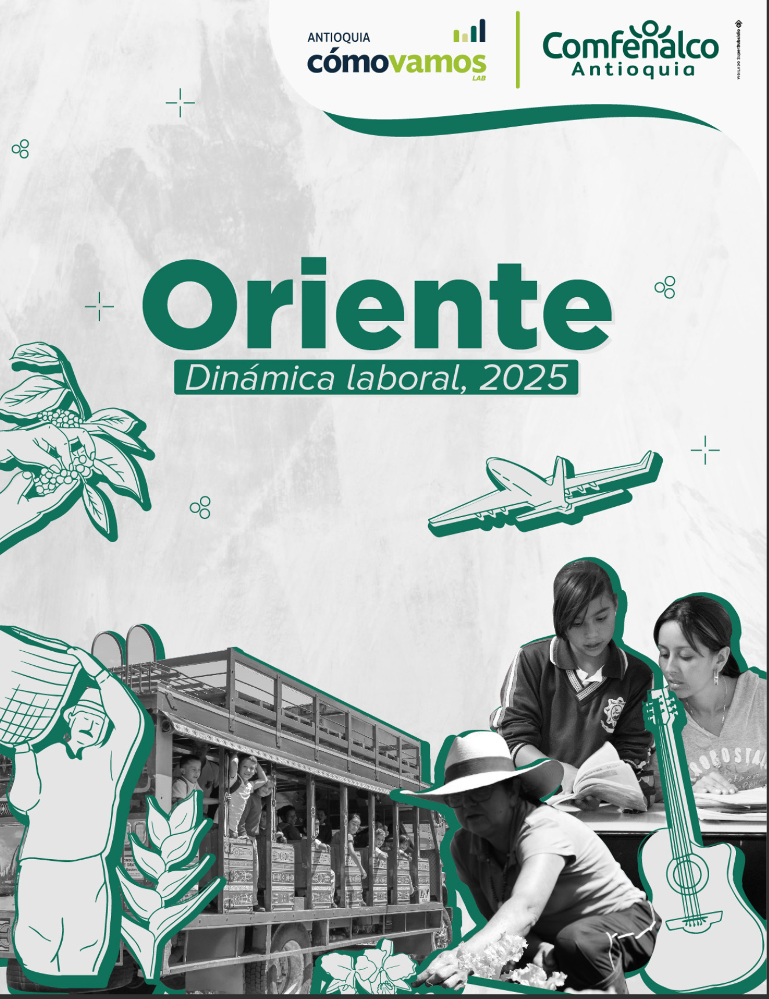 ANTIOQUIA
cómovamos
LAB
Comfenalco
Antioquia
VIGILADO SuperSubsidio
Oriente
Dinámica laboral, 2025